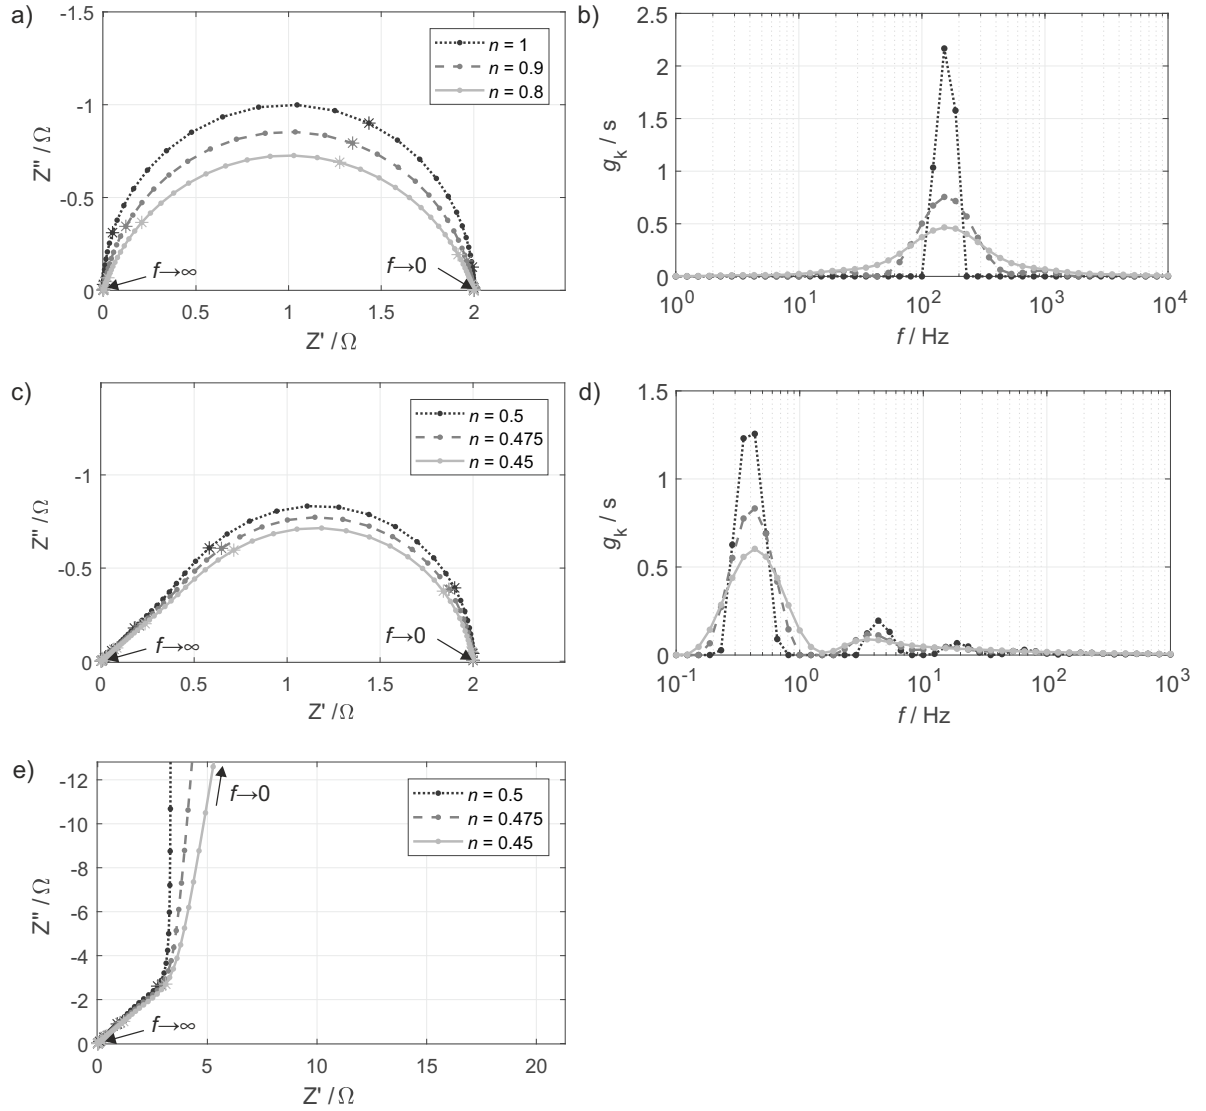 a)
-1.5
-1
-0.5
0
Z'' / Ω
n = 1
n = 0.9
n = 0.8
f→∞
f→0
0
0.5
1
1.5
2
Z' / Ω
b)
2.5
2
1.5
1
0.5
0
gk / s
10^0
10^1
10^2
10^3
10^4
f / Hz
c)
-1
-0.5
0
Z'' / Ω
n = 0.5
n = 0.475
n = 0.45
f→∞
f→0
0
0.5
1
1.5
2
Z' / Ω
d)
1.5
1
0.5
0
gk / s
10^-1
10^0
10^1
10^2
10^3
f / Hz
e)
-12
-10
-8
-6
-4
-2
0
Z'' / Ω
n = 0.5
n = 0.475
n = 0.45
f→0
f→∞
0
5
10
15
20
Z' / Ω